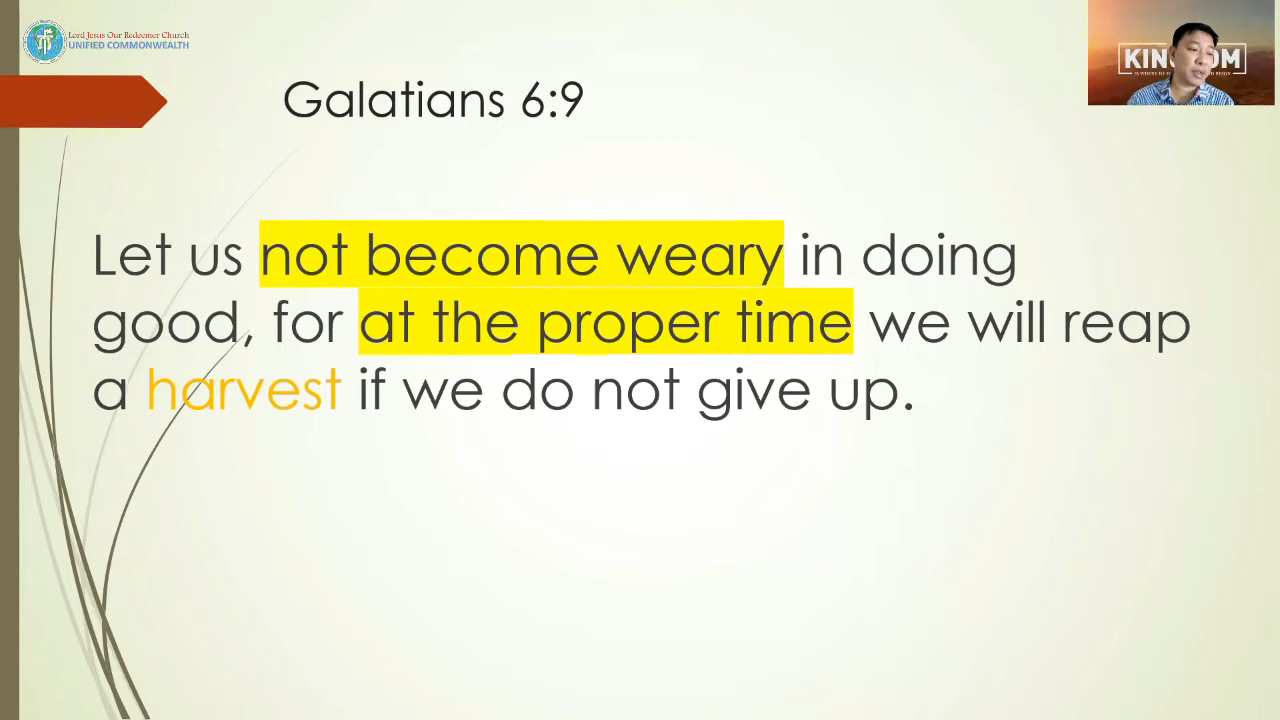 Lord Jesus Our Redeemer Church
UNIFIED COMMONWEALTH
Galatians 6:9
Let us not become weary in doing
good, for at the proper time we will reap
a harvest if we do not give up.